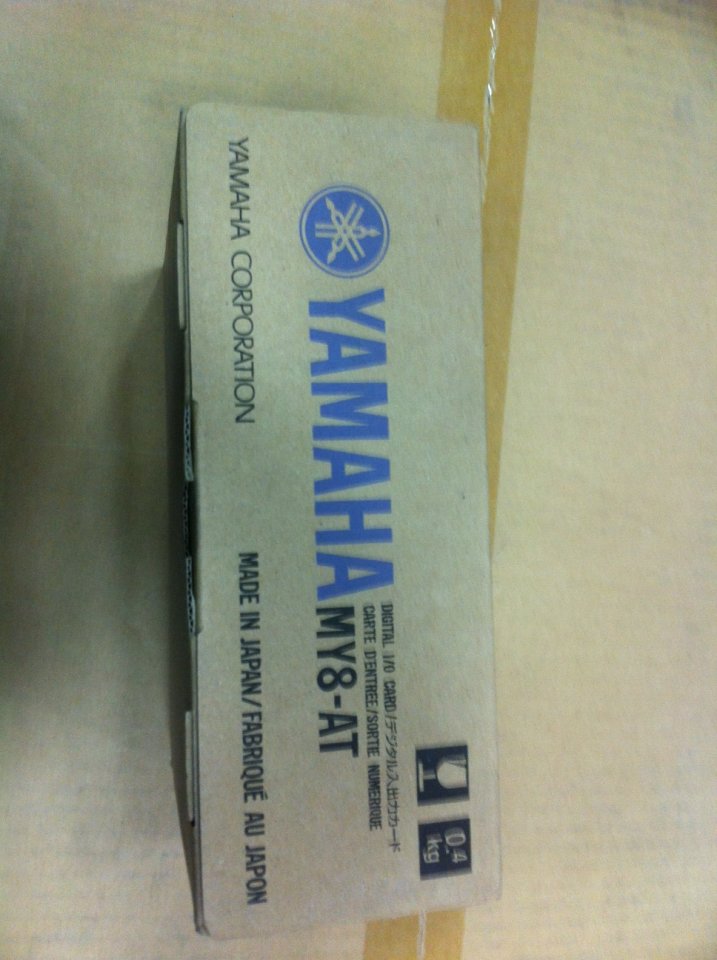 0.4
kg
DIGITAL I/O CARD/デジタル入出力カード
CARTE D'ENTREE/SORTIE NUMERIQUE
YAMAHA MY8-AT
YAMAHA CORPORATION
MADE IN JAPAN/FABRIQUÉ AU JAPON